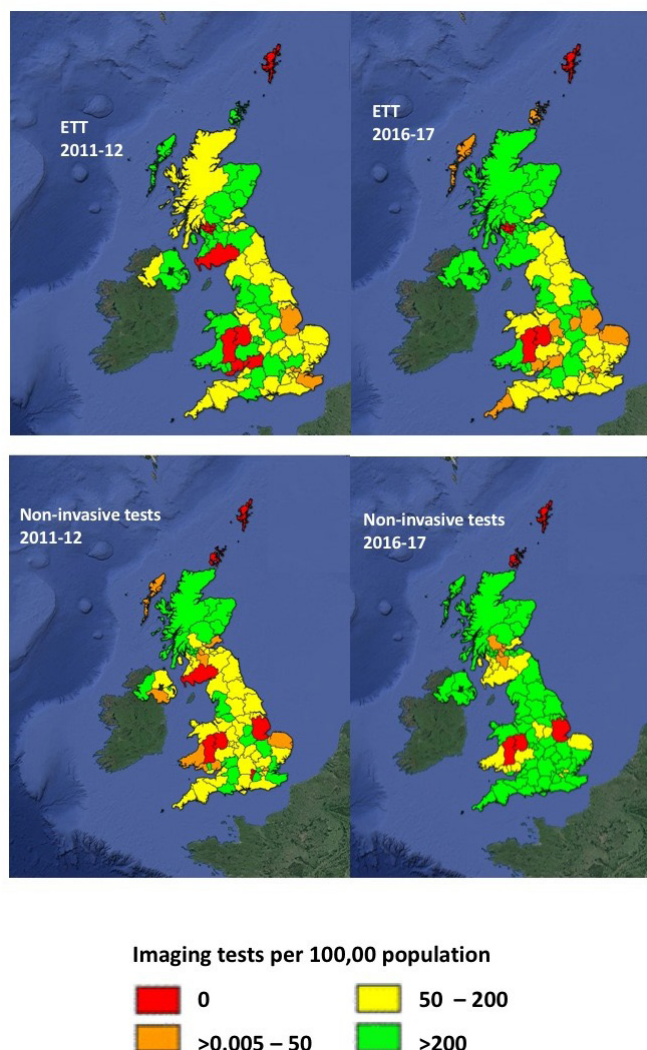 ETT
2011-12
ETT
2016-17
Non-invasive tests
2011-12
Non-invasive tests
2016-17
Imaging tests per 100,00 population
0
50 – 200
>0.005 – 50
>200